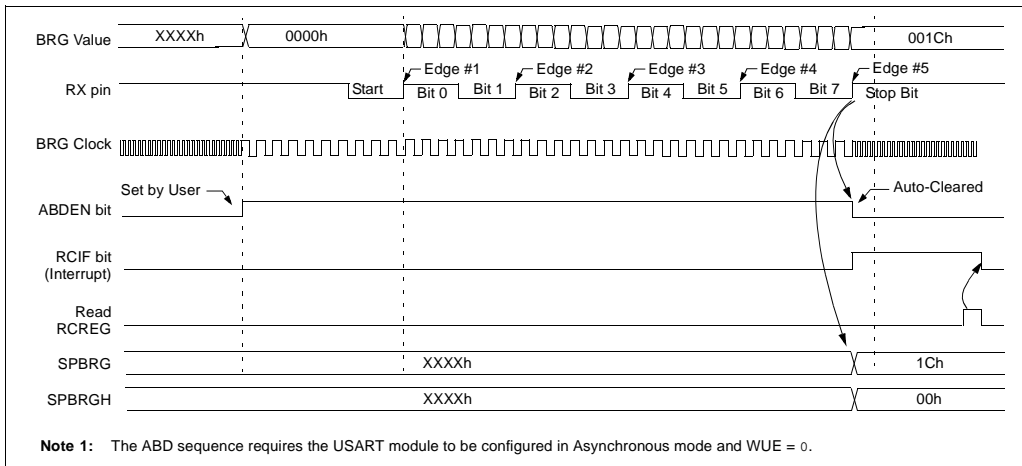 BRG Value XXXXh 0000h 001Ch
Edge #1 Edge #2 Edge #3 Edge #4 Edge #5
RX pin Start Bit 0 Bit 1 Bit 2 Bit 3 Bit 4 Bit 5 Bit 6 Bit 7 Stop Bit
BRG Clock
Set by User Auto-Cleared
ABDEN bit
RCIF bit
(Interrupt)
Read
RCREG
SPBRG XXXXh 1Ch
SPBRGH XXXXh 00h
Note 1: The ABD sequence requires the USART module to be configured in Asynchronous mode and WUE = 0.